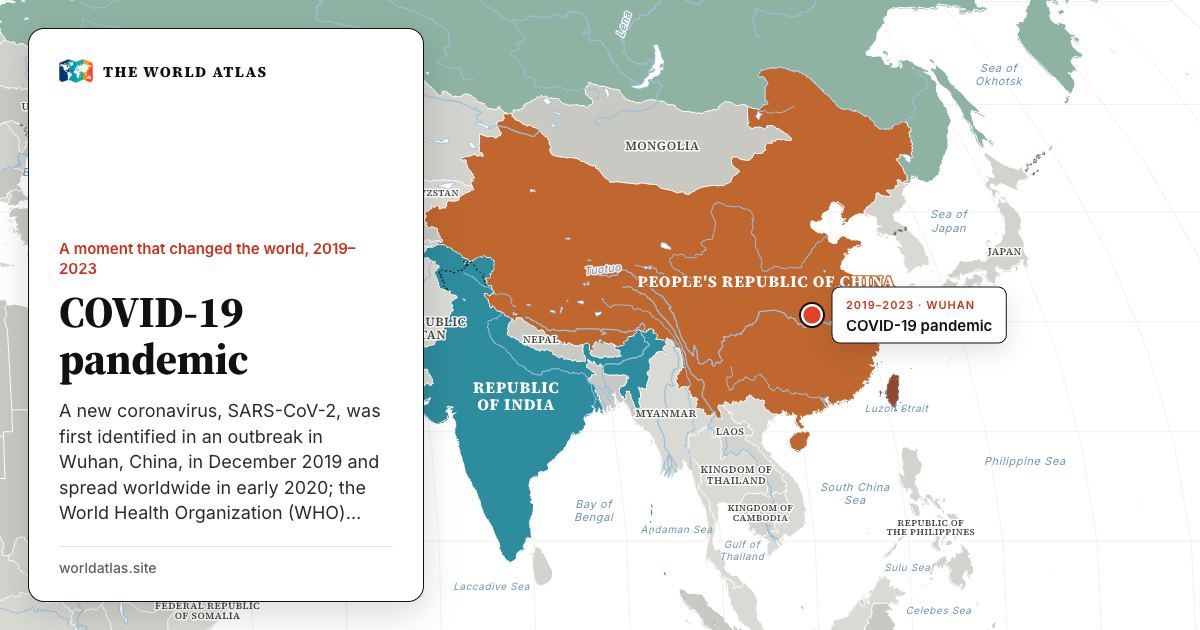 THE WORLD ATLAS
A moment that changed the world, 2019–
2023
COVID-19
pandemic
A new coronavirus, SARS-CoV-2, was
first identified in an outbreak in
Wuhan, China, in December 2019 and
spread worldwide in early 2020; the
World Health Organization (WHO)...
worldatlas.site
Lena
Sea of
Okhotsk
MONGOLIA
YZSTAN
Sea of
Japan
JAPAN
Tuotuo
PEOPLE'S REPUBLIC OF CHINA
2019–2023 · WUHAN
COVID-19 pandemic
UBLIC
TAN
NEPAL
REPUBLIC
OF INDIA
MYANMAR
LAOS
Luzon Strait
Philippine Sea
KINGDOM OF
THAILAND
South China
Sea
Bay of
Bengal
KINGDOM OF
CAMBODIA
Andaman Sea
REPUBLIC OF
THE PHILIPPINES
Gulf of
Thailand
Sulu Sea
Laccadive Sea
Celebes Sea
FEDERAL REPUBLIC
OF SOMALIA